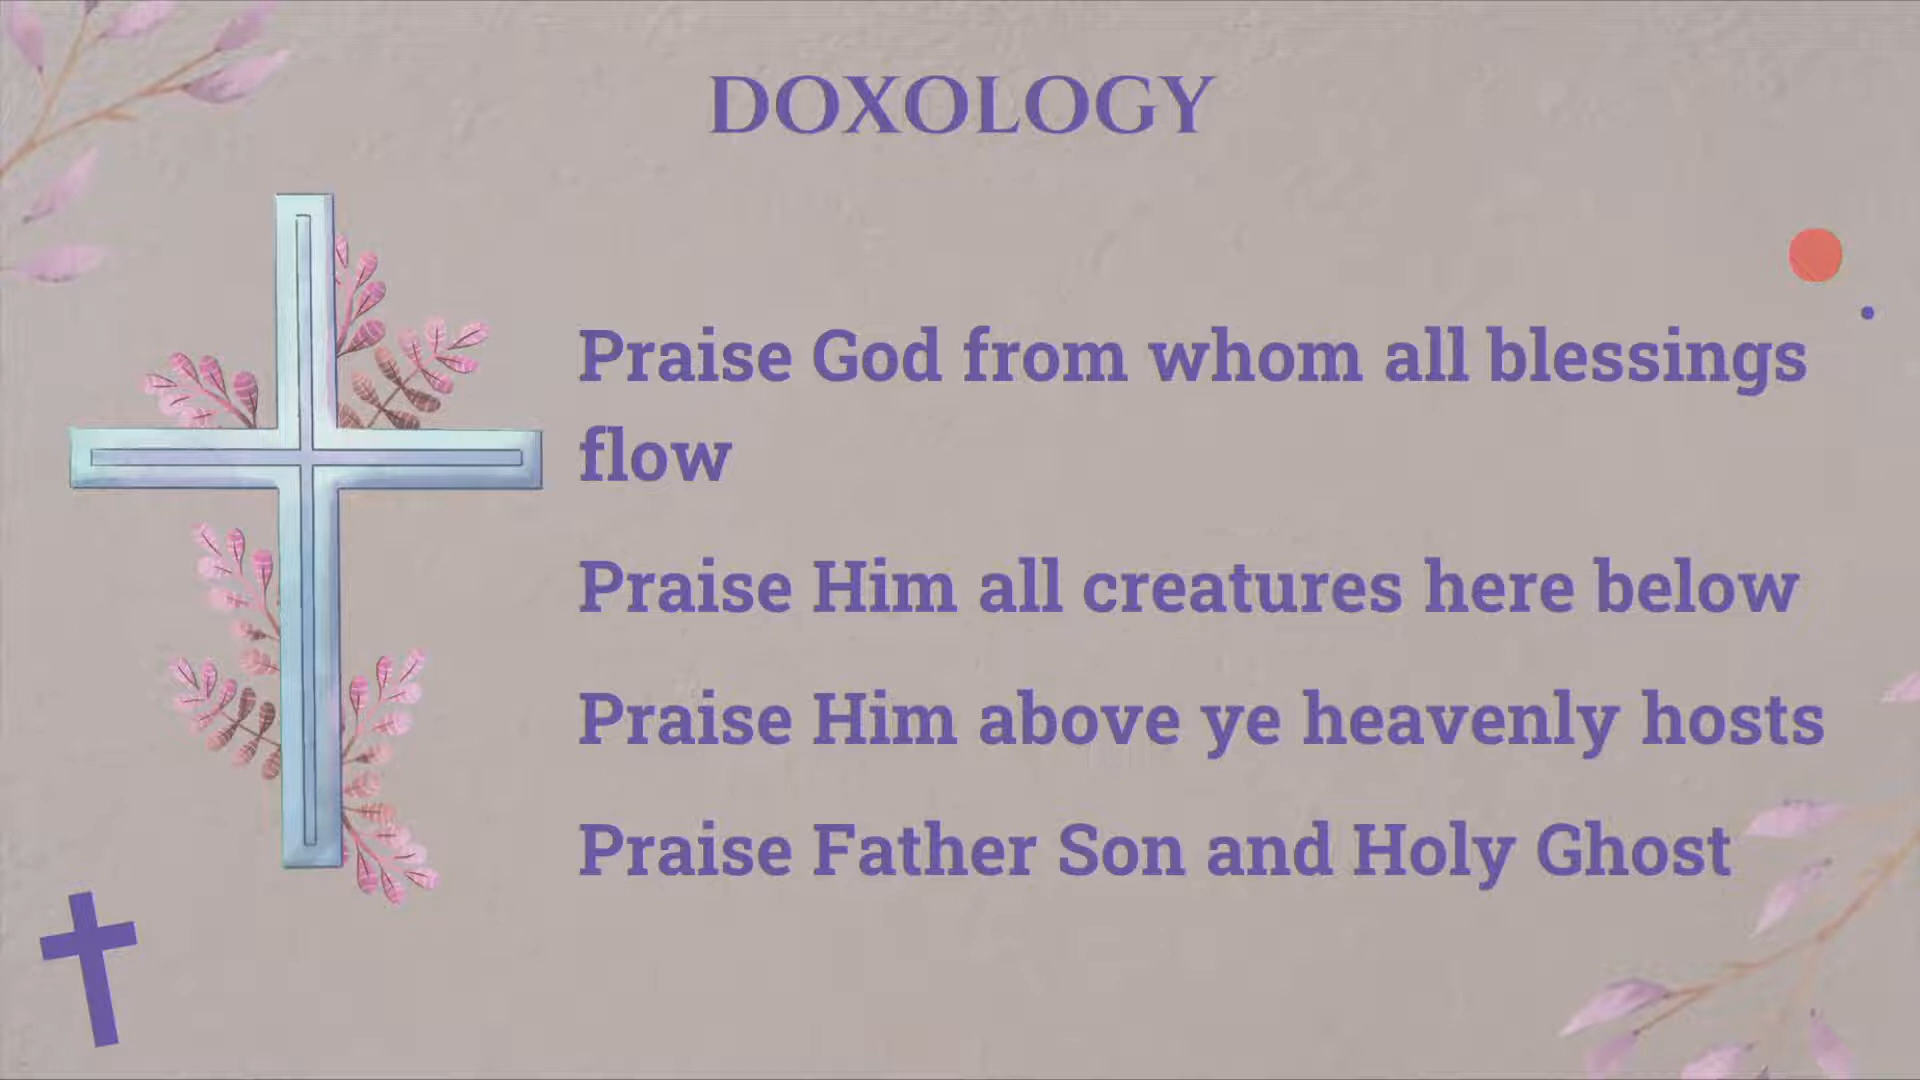 DOXOLOGY
Praise God from whom all blessings
flow
Praise Him all creatures here below
Praise Him above ye heavenly hosts
Praise Father Son and Holy Ghost